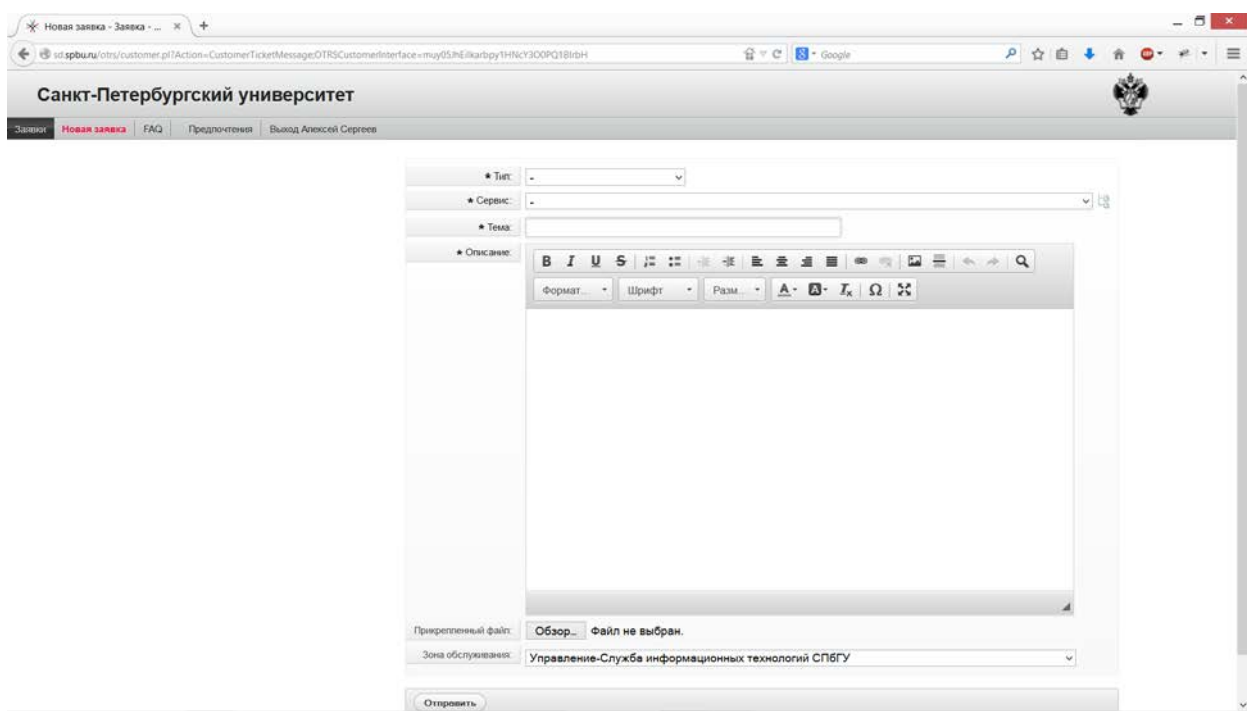 Новая заявка - Заявка - ...
sd.spbu.ru/otrs/customer.pl?Action=CustomerTicketMessage;OTRSCustomerInterface=
Google
Санкт-Петербургский университет
Заявки Новая заявка FAQ Предпочтения Выход Алексей Сергеев
★ Тип: -
★ Сервис: -
★ Тема:
★ Описание:
B I U S
Формат... Шрифт Разм... A A Tx Ω
Прикрепленный файл: Обзор... Файл не выбран.
Зона обслуживания: Управление-Служба информационных технологий СПбГУ
Отправить